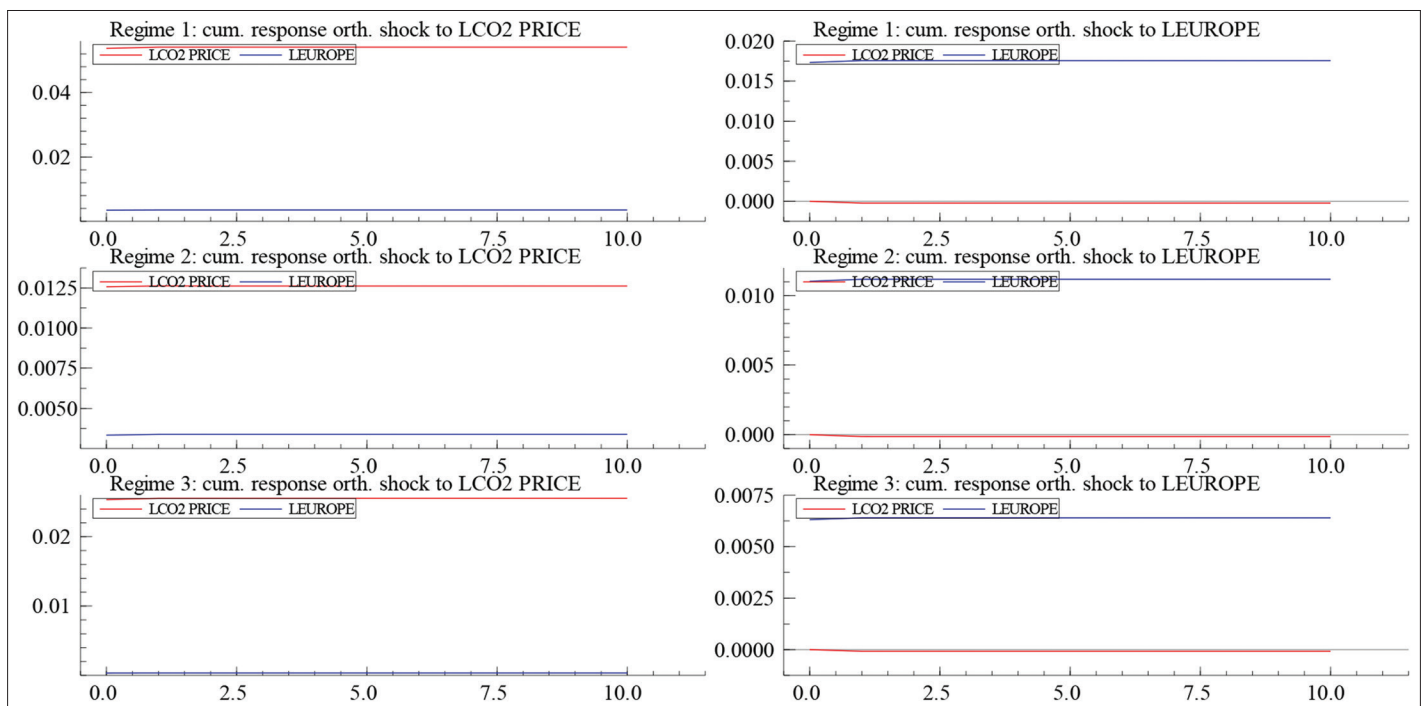 Regime 1: cum. response orth. shock to LCO2 PRICE
LCO2 PRICE LEUROPE
0.04
0.02
0.0 2.5 5.0 7.5 10.0
Regime 1: cum. response orth. shock to LEUROPE
0.020
LCO2 PRICE LEUROPE
0.015
0.010
0.005
0.000
0.0 2.5 5.0 7.5 10.0
Regime 2: cum. response orth. shock to LCO2 PRICE
LCO2 PRICE LEUROPE
0.0125
0.0100
0.0075
0.0050
0.0 2.5 5.0 7.5 10.0
Regime 2: cum. response orth. shock to LEUROPE
LCO2 PRICE LEUROPE
0.010
0.005
0.000
0.0 2.5 5.0 7.5 10.0
Regime 3: cum. response orth. shock to LCO2 PRICE
LCO2 PRICE LEUROPE
0.02
0.01
0.0 2.5 5.0 7.5 10.0
Regime 3: cum. response orth. shock to LEUROPE
0.0075
LCO2 PRICE LEUROPE
0.0050
0.0025
0.0000
0.0 2.5 5.0 7.5 10.0